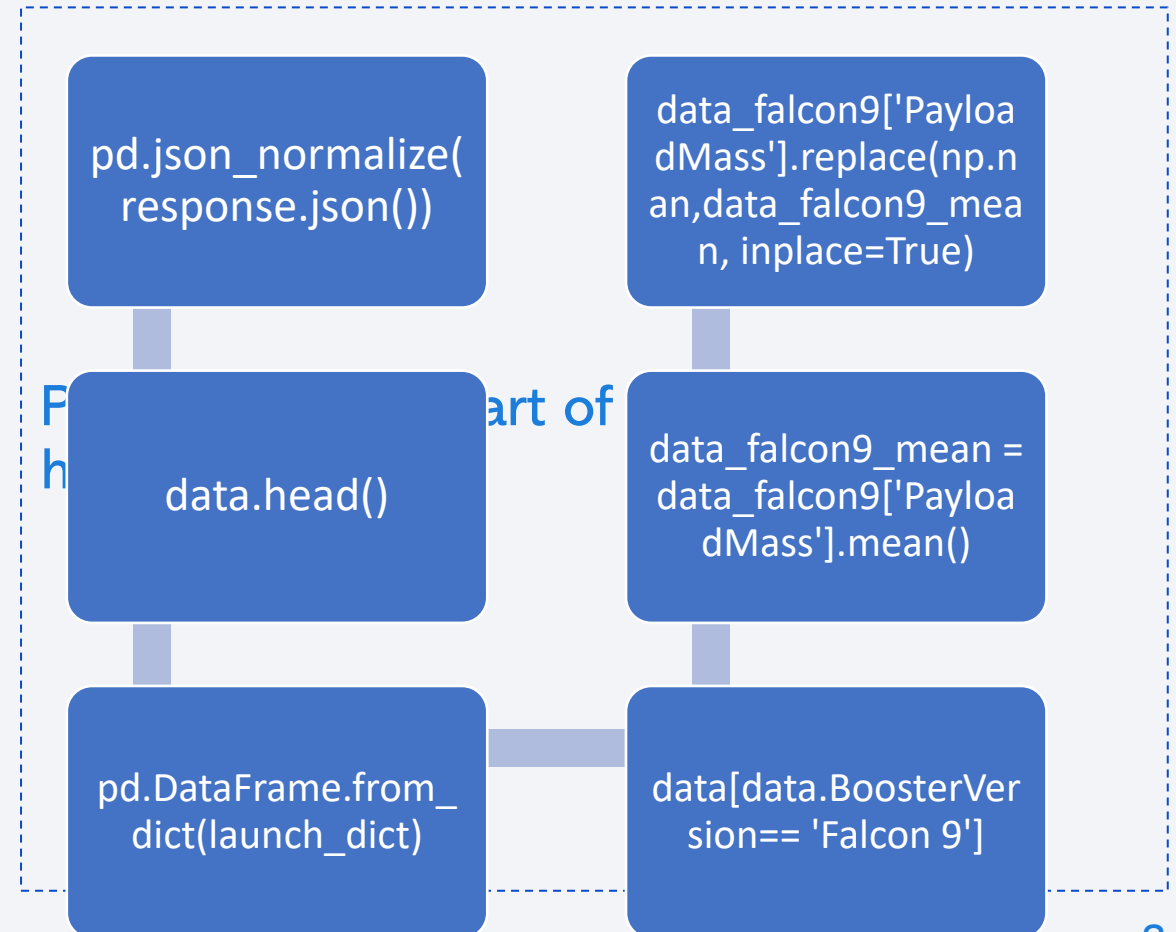 pd.json_normalize(
response.json())
data.head()
pd.DataFrame.from_
dict(launch_dict)
data[data.BoosterVer
sion== 'Falcon 9']
data_falcon9_mean =
data_falcon9['Payloa
dMass'].mean()
data_falcon9['Payloa
dMass'].replace(np.n
an,data_falcon9_mea
n, inplace=True)
of